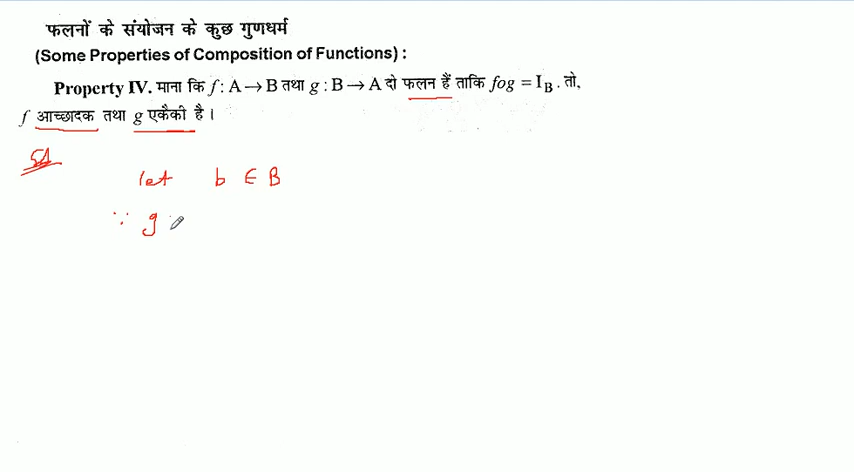 फलनों के संयोजन के कुछ गुणधर्म
(Some Properties of Composition of Functions) :
Property IV. माना कि f : A → B तथा g : B → A दो फलन हैं ताकि fog = I_B . तो,
f आच्छादक तथा g एकैकी है ।
Sol
let b ∈ B
∵ g